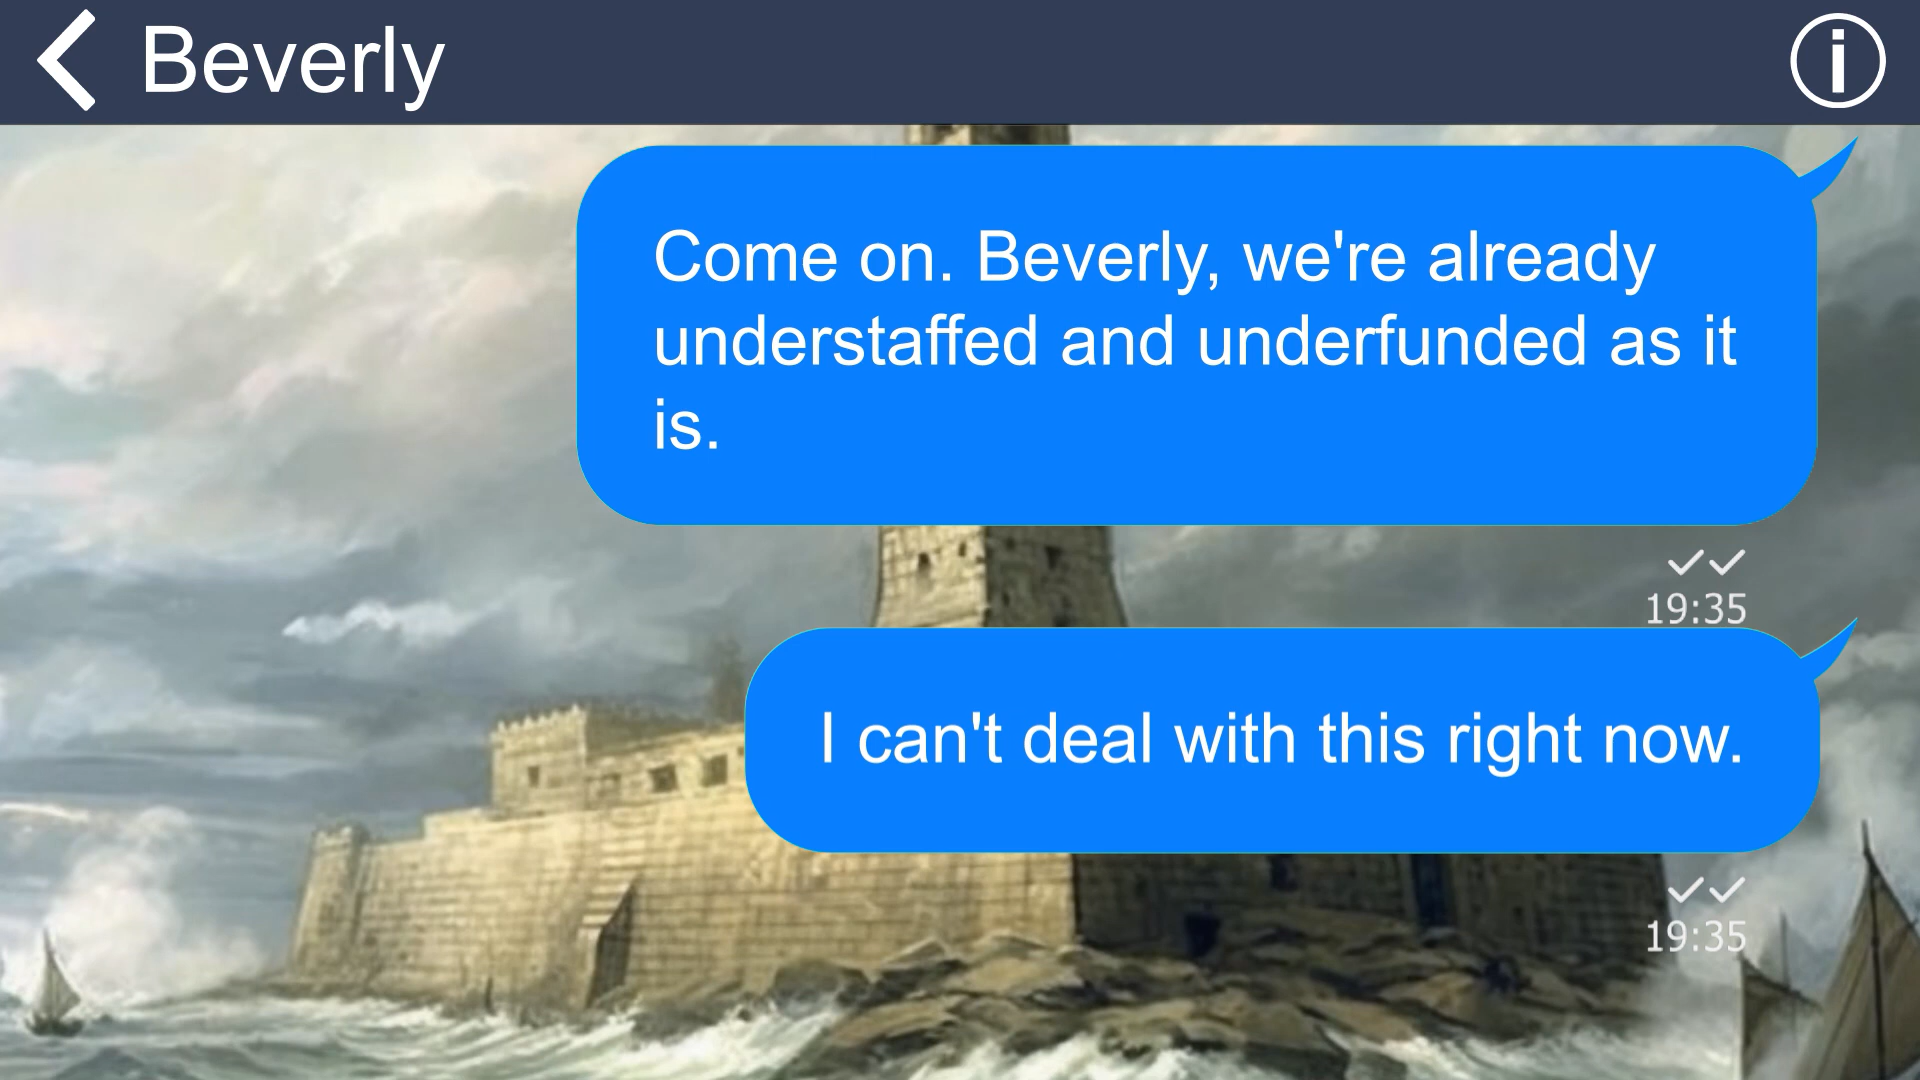 Beverly
Come on. Beverly, we're already
understaffed and underfunded as it
is.
19:35
I can't deal with this right now.
19:35